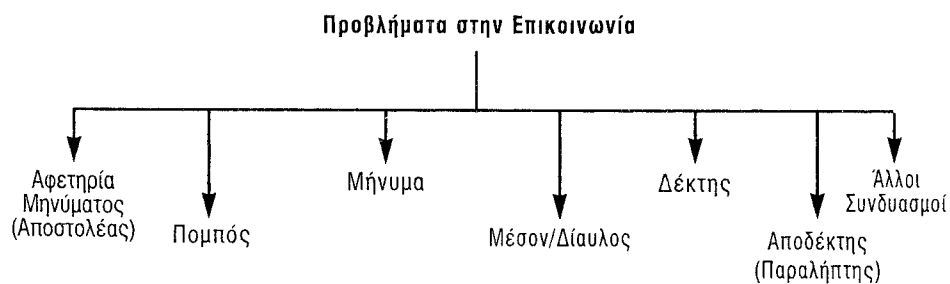 Προβλήματα στην Επικοινωνία
Αφετηρία
Μηνύματος
(Αποστολέας)
Πομπός
Μήνυμα
Μέσον/Δίαυλος
Δέκτης
Αποδέκτης
(Παραλήπτης)
Άλλοι
Συνδυασμοί